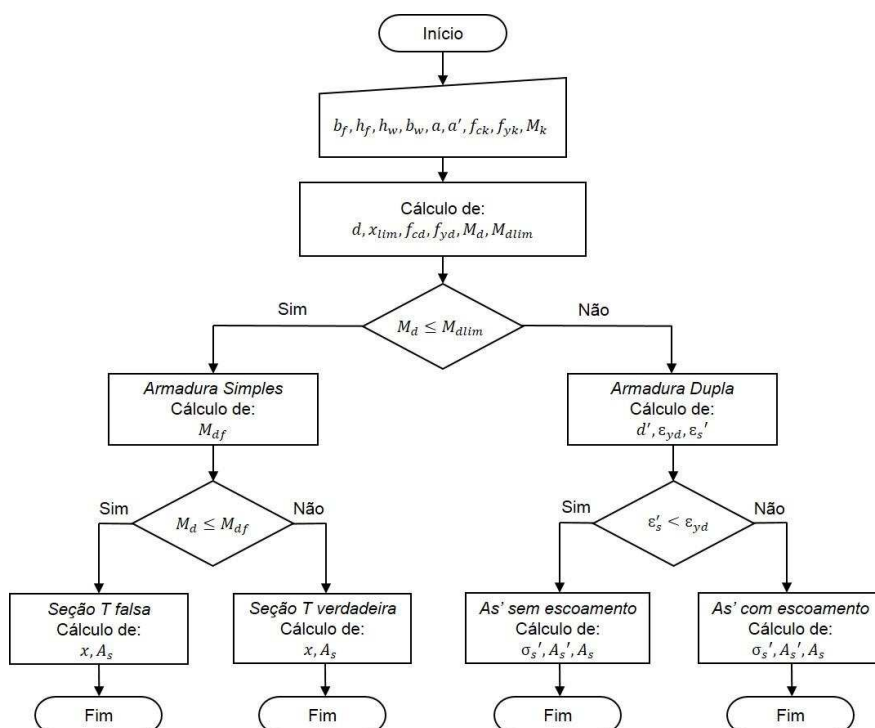 Início
b_f, h_f, h_w, b_w, a, a', f_ck, f_yk, M_k
Cálculo de:
d, x_lim, f_cd, f_yd, M_d, M_dlim
Sim
M_d ≤ M_dlim
Não
Armadura Simples
Cálculo de:
M_df
Armadura Dupla
Cálculo de:
d', ε_yd, ε_s'
Sim
M_d ≤ M_df
Não
Sim
ε_s' < ε_yd
Não
Seção T falsa
Cálculo de:
x, A_s
Seção T verdadeira
Cálculo de:
x, A_s
As' sem escoamento
Cálculo de:
σ_s', A_s', A_s
As' com escoamento
Cálculo de:
σ_s', A_s', A_s
Fim
Fim
Fim
Fim